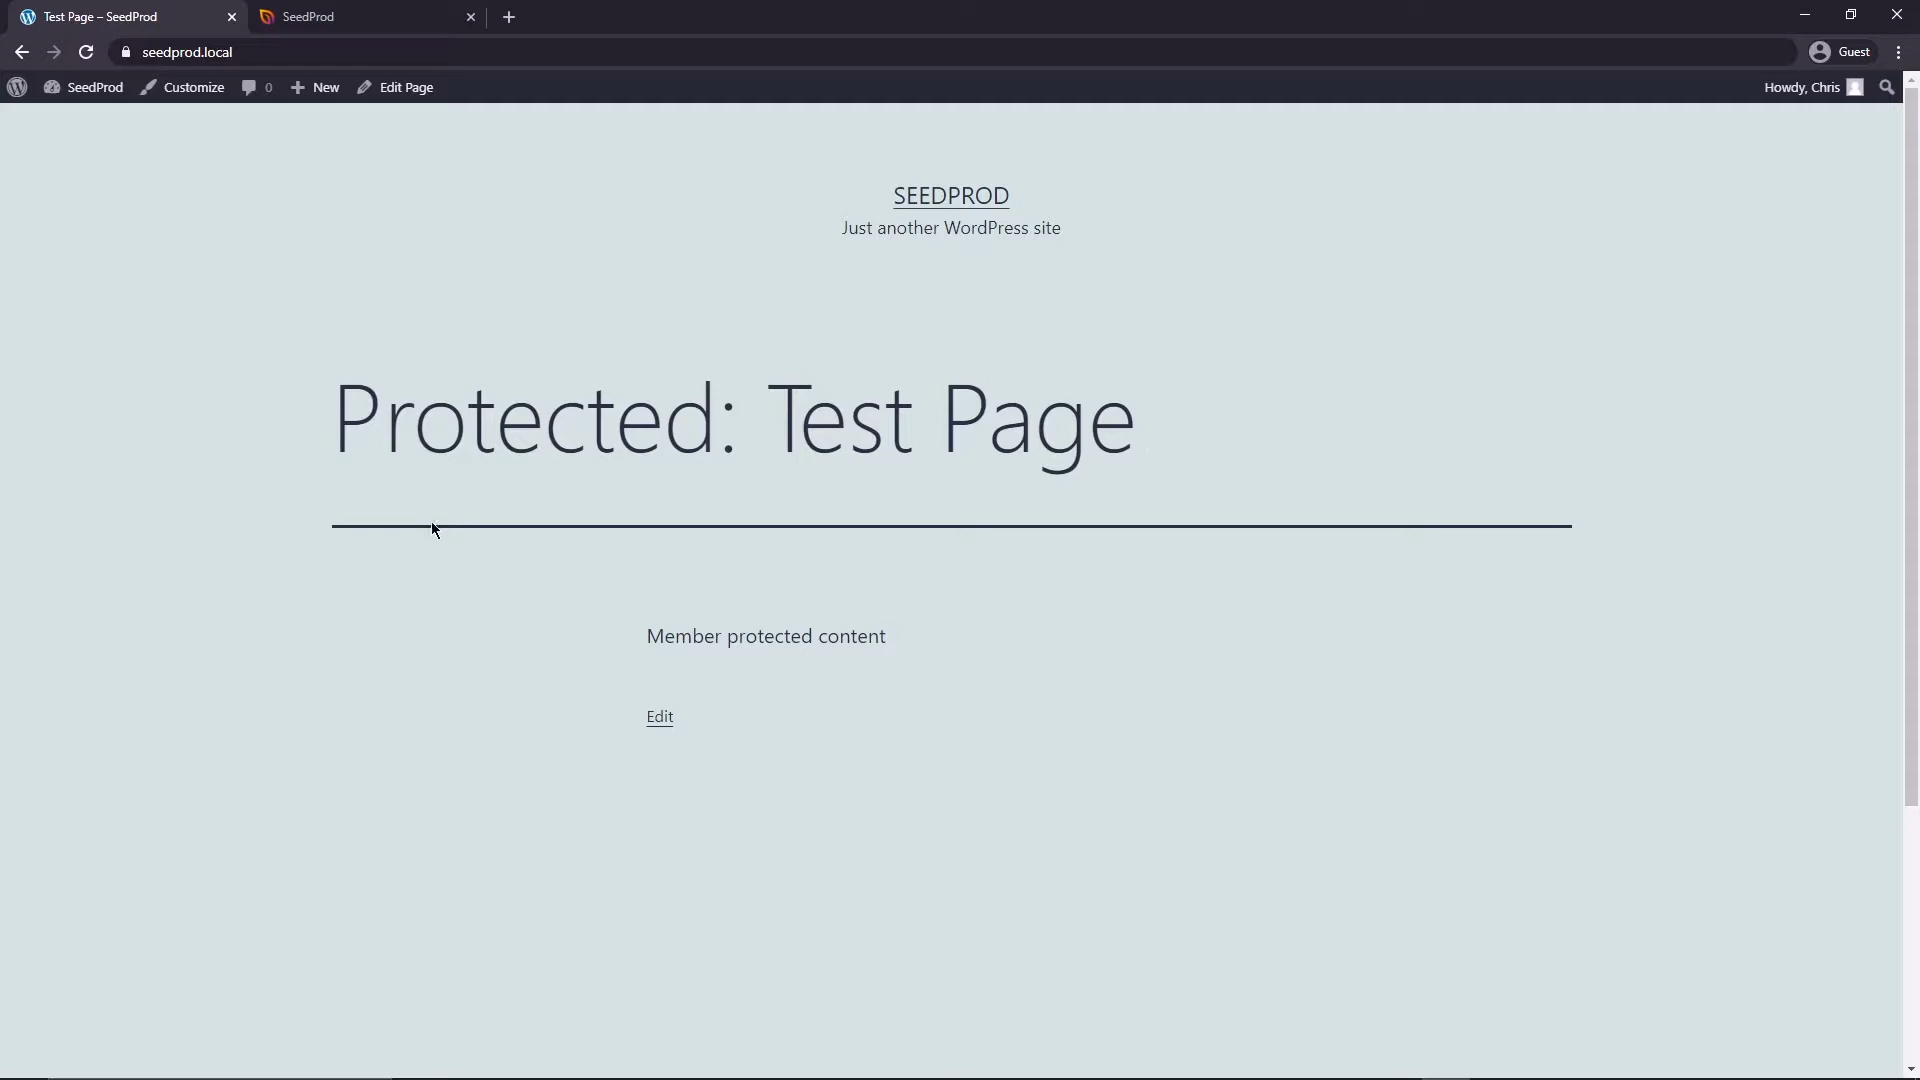 Test Page – SeedProd
SeedProd
seedprod.local
Guest
SeedProd
Customize
0
New
Edit Page
Howdy, Chris
SEEDPROD
Just another WordPress site
Protected: Test Page
Member protected content
Edit